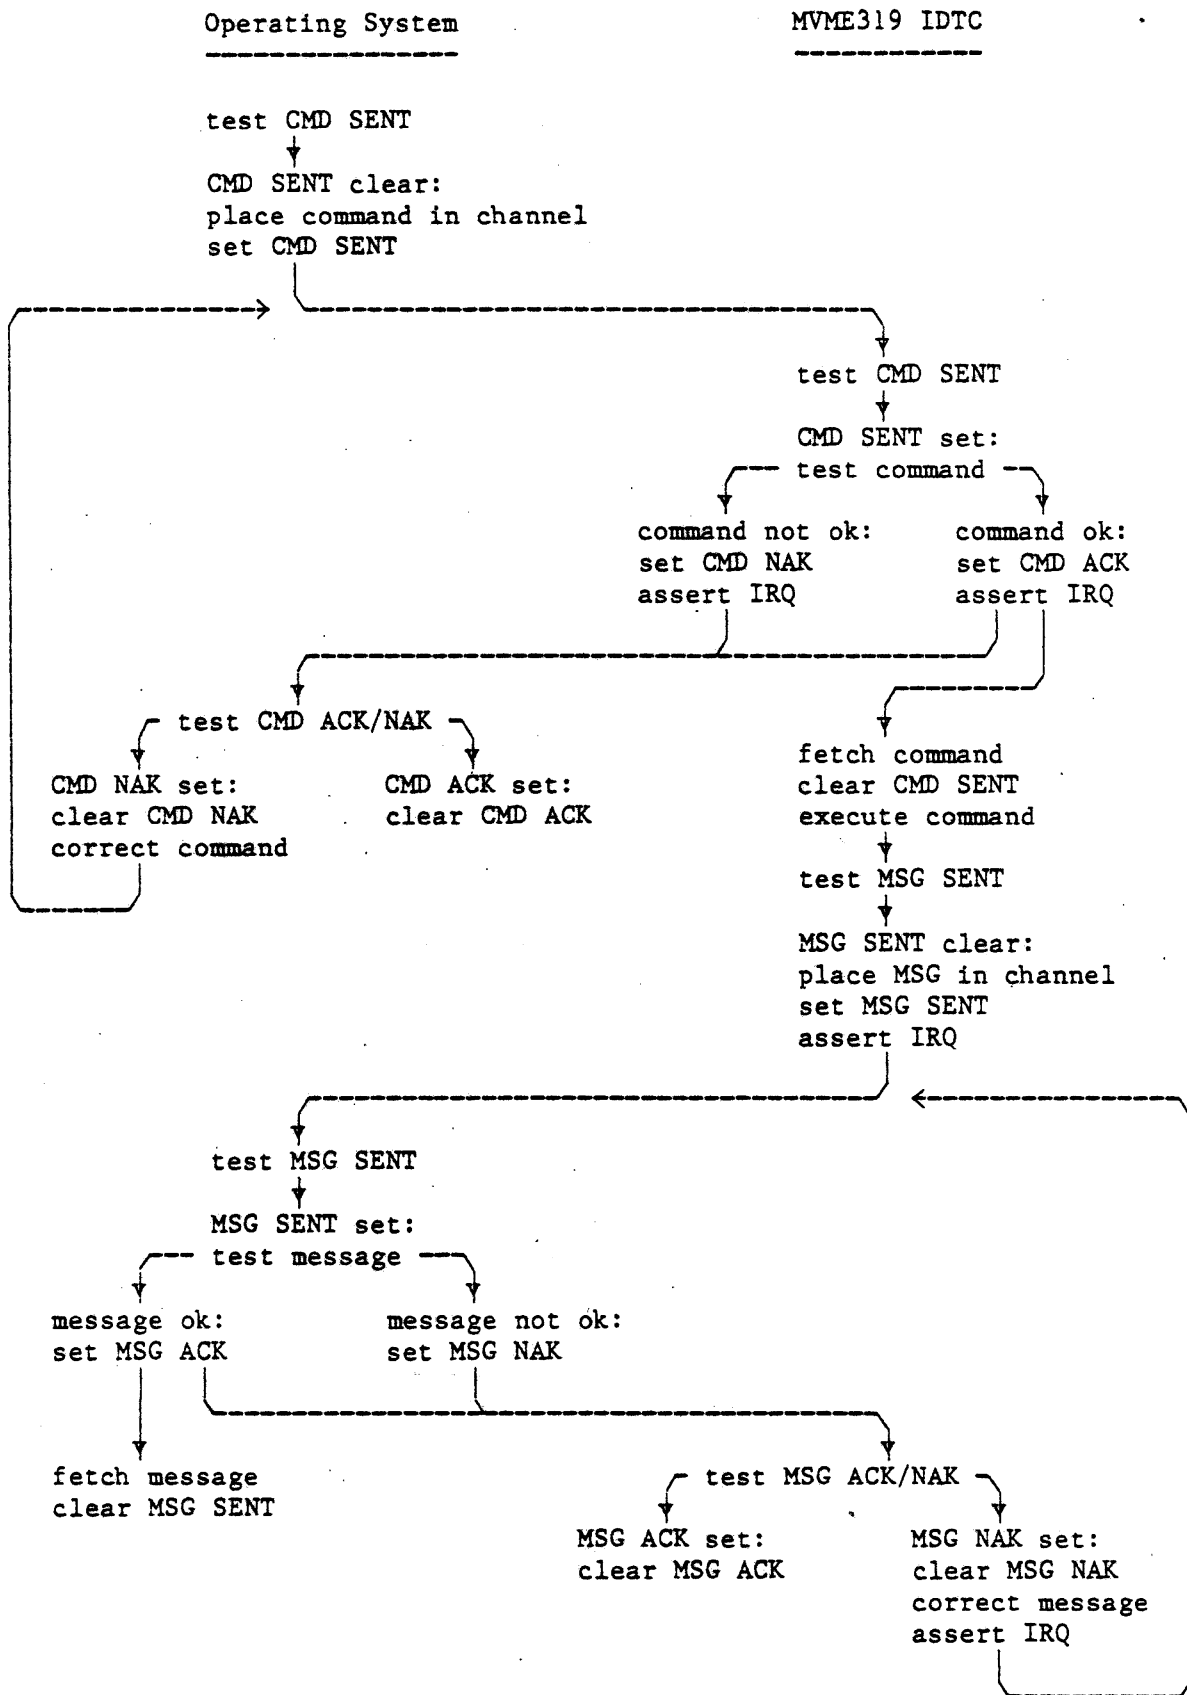 Operating System
MVME319 IDTC
test CMD SENT
CMD SENT clear:
place command in channel
set CMD SENT
test CMD SENT
CMD SENT set:
test command
command not ok:
set CMD NAK
assert IRQ
command ok:
set CMD ACK
assert IRQ
test CMD ACK/NAK
CMD NAK set:
clear CMD NAK
correct command
CMD ACK set:
clear CMD ACK
fetch command
clear CMD SENT
execute command
test MSG SENT
MSG SENT clear:
place MSG in channel
set MSG SENT
assert IRQ
test MSG SENT
MSG SENT set:
test message
message ok:
set MSG ACK
message not ok:
set MSG NAK
fetch message
clear MSG SENT
test MSG ACK/NAK
MSG ACK set:
clear MSG ACK
MSG NAK set:
clear MSG NAK
correct message
assert IRQ